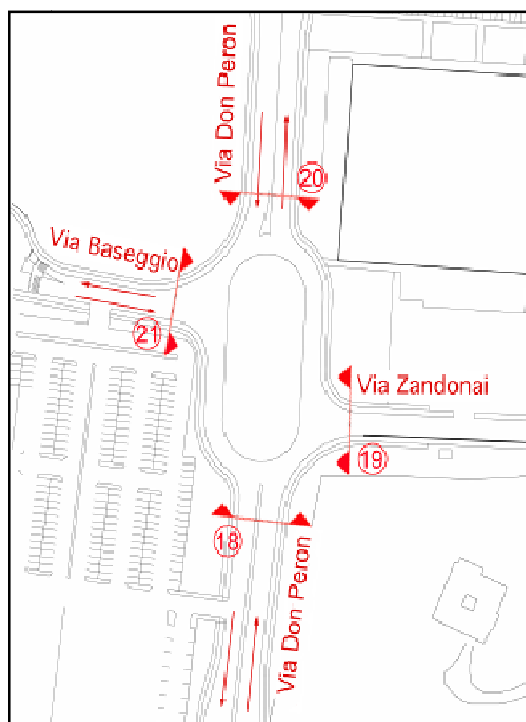 Via Don Peron
20
Via Baseggio
21
Via Zandonai
19
18
Via Don Peron